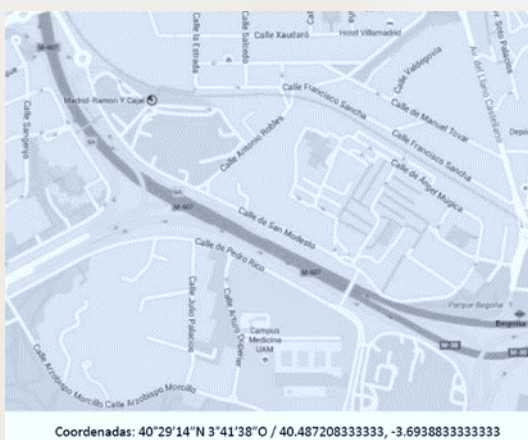 M-607
Calle la Estrada
Calle Salcedo
Calle Xaudaró
Hotel Villamadrid
Av. del Llano Castellano
Calle Valdegovia
Madrid-Ramon Y Cajal
Calle Francisco Sancha
Calle de Manuel Tovar
Calle Sangenjo
Calle Antonio Robles
Calle Francisco Sancha
Calle de Ángel Múgica
M-607
Calle de San Modesto
Calle de Pedro Rico
M-607
Calle Julio Palacios
Calle Arturo Duperier
Parque Begoña
Begoña
Campus
Medicina
UAM
M-30
M-30
Calle Arzobispo Morcillo Calle Arzobispo Morcillo
Coordenadas: 40°29'14"N 3°41'38"O / 40.487208333333, -3.6938833333333